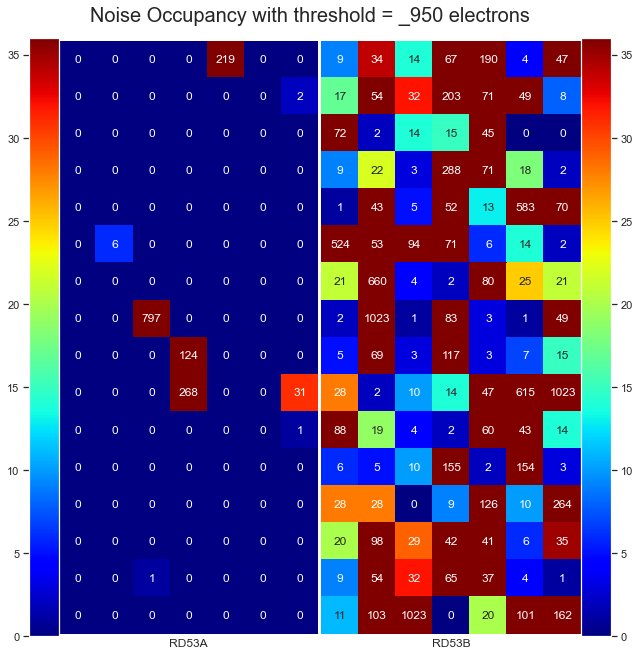 Noise Occupancy with threshold = _950 electrons
35 0 0 0 0 219 0 0 9 34 14 67 190 4 47 35
0 0 0 0 0 0 2 17 54 32 203 71 49 8
30 0 0 0 0 0 0 0 72 2 14 15 45 0 0 30
0 0 0 0 0 0 0 9 22 3 288 71 18 2
25 0 0 0 0 0 0 0 1 43 5 52 13 583 70 25
0 6 0 0 0 0 0 524 53 94 71 6 14 2
0 0 0 0 0 0 0 21 660 4 2 80 25 21
20 0 0 797 0 0 0 0 2 1023 1 83 3 1 49 20
0 0 0 124 0 0 0 5 69 3 117 3 7 15
15 0 0 0 268 0 0 31 28 2 10 14 47 615 1023 15
0 0 0 0 0 0 1 88 19 4 2 60 43 14
10 0 0 0 0 0 0 0 6 5 10 155 2 154 3 10
0 0 0 0 0 0 0 28 28 0 9 126 10 264
5 0 0 0 0 0 0 0 20 98 29 42 41 6 35 5
0 0 1 0 0 0 0 9 54 32 65 37 4 1
0 0 0 0 0 0 0 11 103 1023 0 20 101 162
0 RD53A RD53B 0